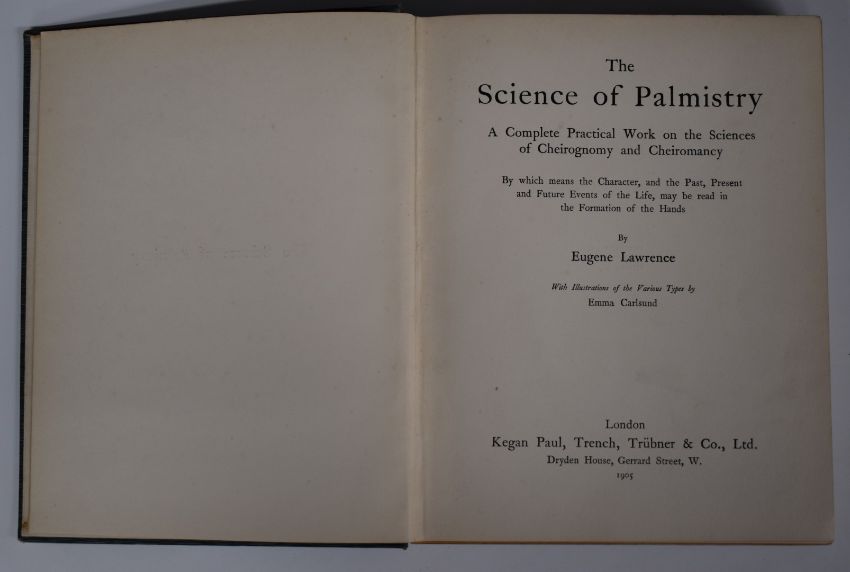 The
Science of Palmistry
A Complete Practical Work on the Sciences
of Cheirognomy and Cheiromancy
By which means the Character, and the Past, Present
and Future Events of the Life, may be read in
the Formation of the Hands
By
Eugene Lawrence
With Illustrations of the Various Types by
Emma Carlsund
London
Kegan Paul, Trench, Trübner & Co., Ltd.
Dryden House, Gerrard Street, W.
1905